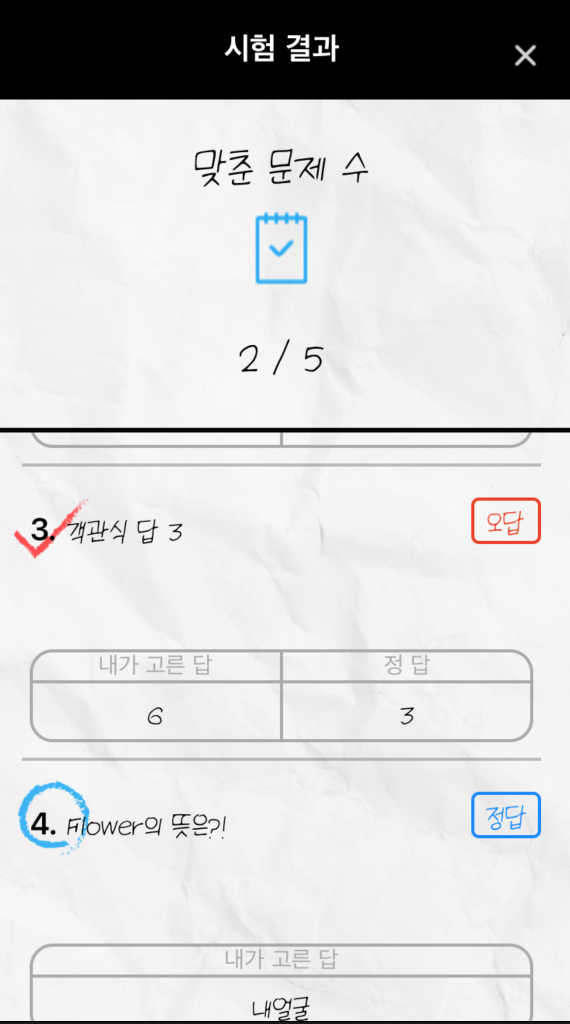 시험 결과
맞춘 문제 수
2 / 5
3. 객관식 답 3
오답
내가 고른 답
정 답
6
3
4. Flower의 뜻은?!
정답
내가 고른 답
내얼굴